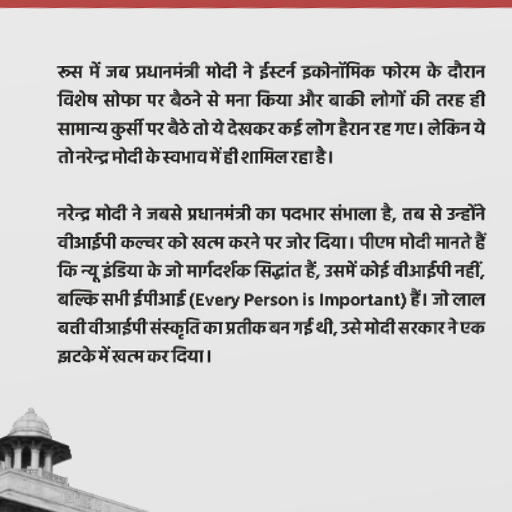 रूस में जब प्रधानमंत्री मोदी ने ईस्टर्न इकोनॉमिक फोरम के दौरान
विशेष सोफा पर बैठने से मना किया और बाकी लोगों की तरह ही
सामान्य कुर्सी पर बैठे तो ये देखकर कई लोग हैरान रह गए। लेकिन ये
तो नरेन्द्र मोदी के स्वभाव में ही शामिल रहा है।
नरेन्द्र मोदी ने जबसे प्रधानमंत्री का पदभार संभाला है, तब से उन्होंने
वीआईपी कल्चर को खत्म करने पर जोर दिया। पीएम मोदी मानते हैं
कि न्यू इंडिया के जो मार्गदर्शक सिद्धांत हैं, उसमें कोई वीआईपी नहीं,
बल्कि सभी ईपीआई (Every Person is Important) हैं। जो लाल
बत्ती वीआईपी संस्कृति का प्रतीक बन गई थी, उसे मोदी सरकार ने एक
झटके में खत्म कर दिया।